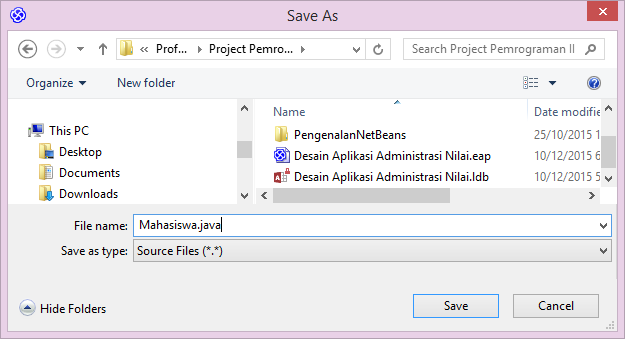 Save As
« Prof... Project Pemro... Search Project Pemrograman II
Organize New folder
Name Date modifie
This PC
PengenalanNetBeans 25/10/2015 1
Desktop
Desain Aplikasi Administrasi Nilai.eap 10/12/2015 6
Documents
Desain Aplikasi Administrasi Nilai.ldb 10/12/2015 5
Downloads
File name: Mahasiswa.java
Save as type: Source Files (*.*)
Hide Folders Save Cancel